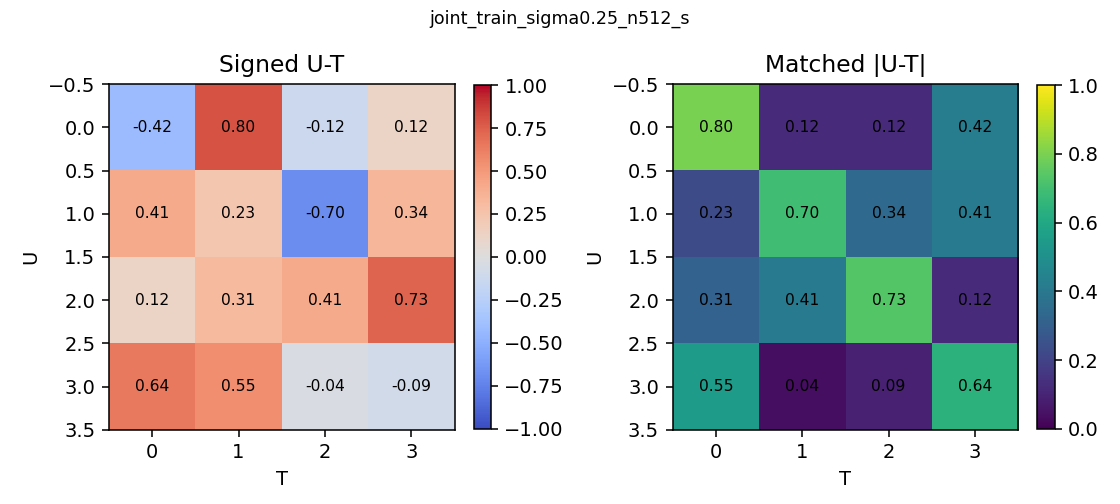 joint_train_sigma0.25_n512_s
Signed U-T
Matched |U-T|
−0.5
0.0
0.5
1.0
1.5
2.0
2.5
3.0
3.5
U
-0.42 0.80 -0.12 0.12
0.41 0.23 -0.70 0.34
0.12 0.31 0.41 0.73
0.64 0.55 -0.04 -0.09
0 1 2 3
T
1.00
0.75
0.50
0.25
0.00
−0.25
−0.50
−0.75
−1.00
−0.5
0.0
0.5
1.0
1.5
2.0
2.5
3.0
3.5
U
0.80 0.12 0.12 0.42
0.23 0.70 0.34 0.41
0.31 0.41 0.73 0.12
0.55 0.04 0.09 0.64
0 1 2 3
T
1.0
0.8
0.6
0.4
0.2
0.0